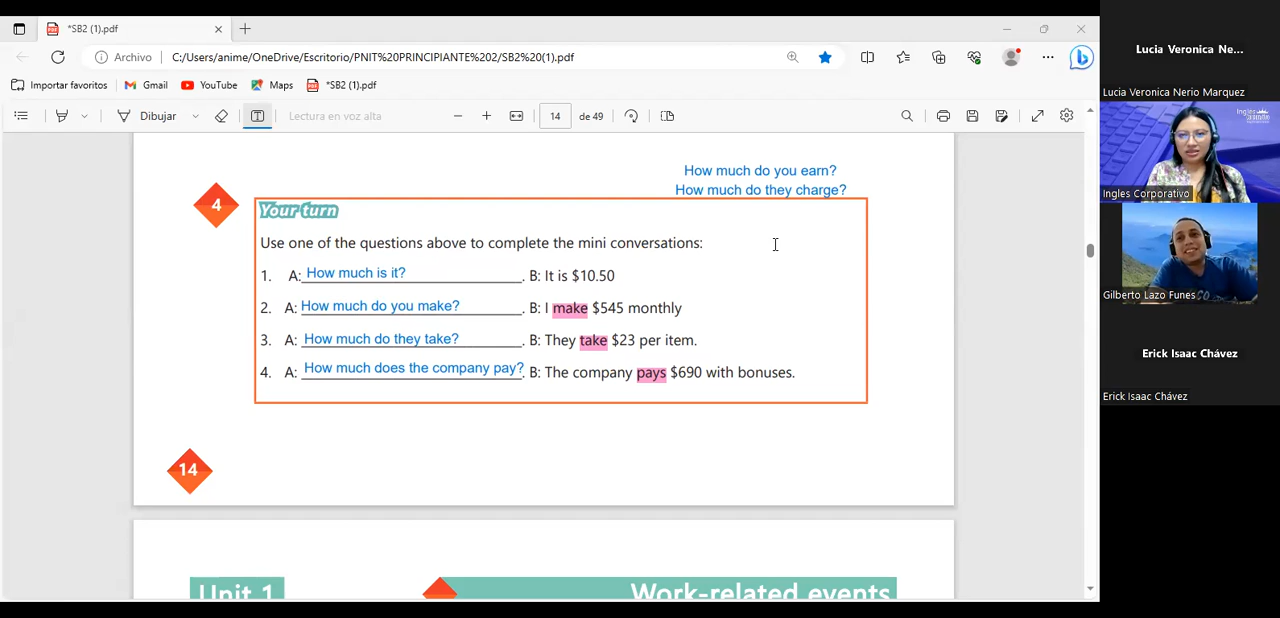 *SB2 (1).pdf
Archivo
C:/Users/anime/OneDrive/Escritorio/PNIT%20PRINCIPIANTE%202/SB2%20(1).pdf
Importar favoritos
Gmail
YouTube
Maps
*SB2 (1).pdf
Dibujar
Lectura en voz alta
14
de 49
How much do you earn?
How much do they charge?
4
Your turn
Use one of the questions above to complete the mini conversations:
1. A: How much is it? . B: It is $10.50
2. A: How much do you make? . B: I make $545 monthly
3. A: How much do they take? . B: They take $23 per item.
4. A: How much does the company pay? . B: The company pays $690 with bonuses.
14
Unit 1
Work-related events
Lucia Veronica Ne...
Lucia Veronica Nerio Marquez
Ingles Corporativo
Gilberto Lazo Funes
Erick Isaac Chávez
Erick Isaac Chávez